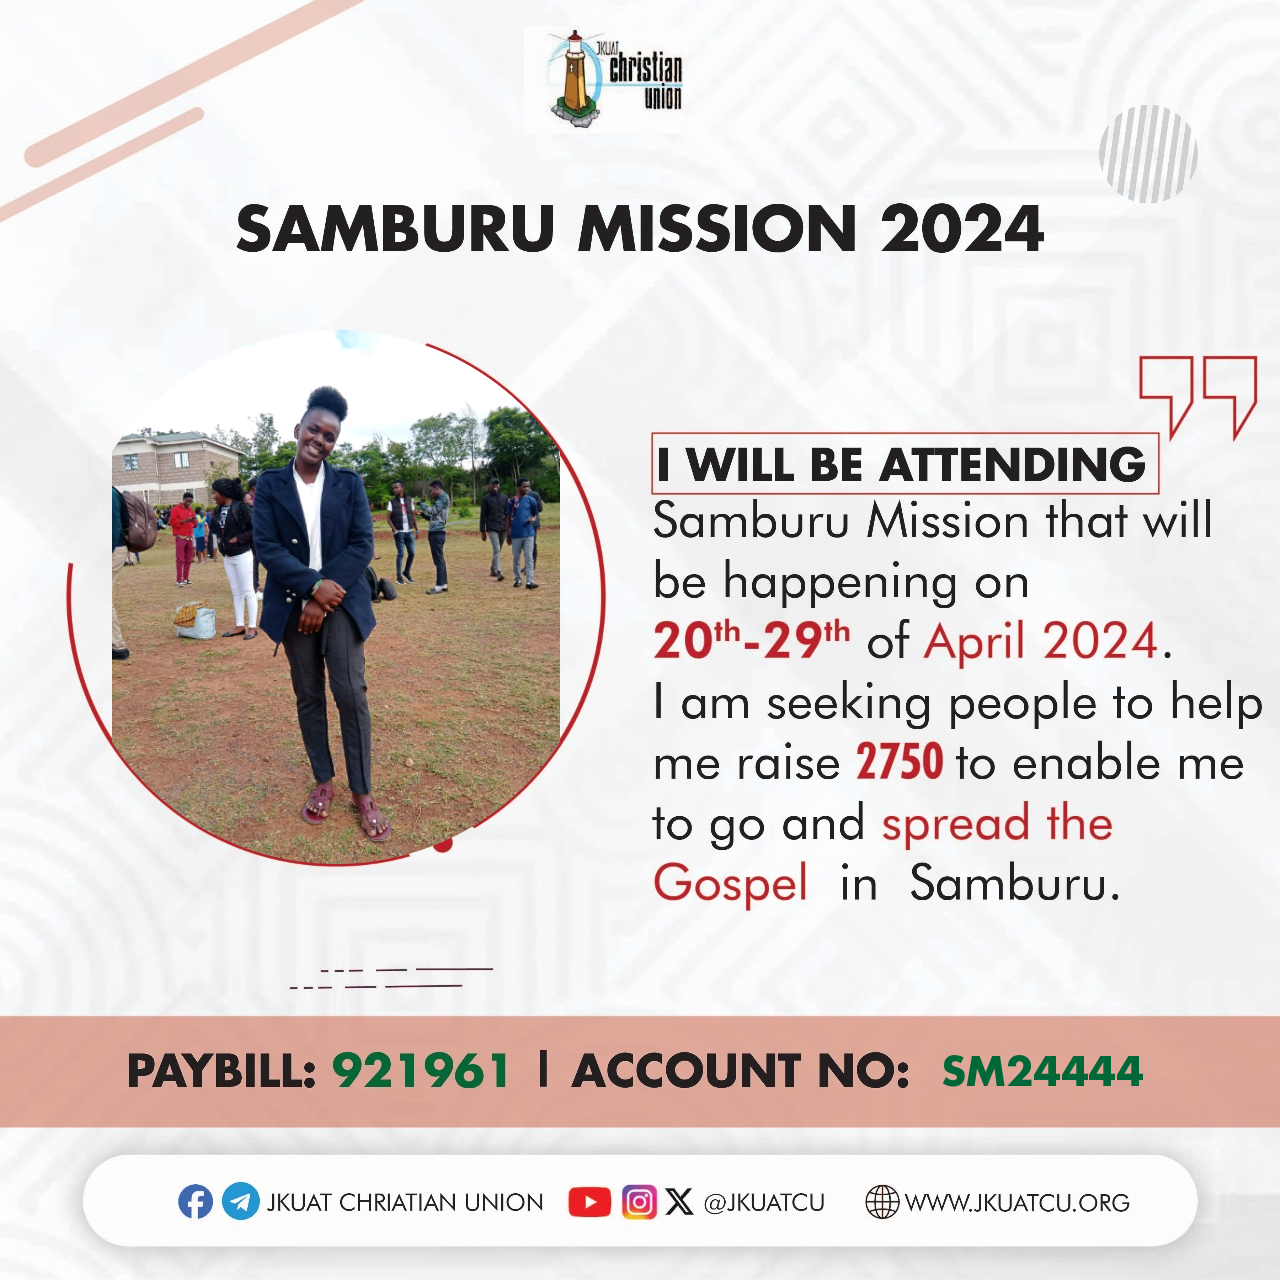 JKUAT
christian
union
SAMBURU MISSION 2024
I WILL BE ATTENDING
Samburu Mission that will
be happening on
20th-29th of April 2024.
I am seeking people to help
me raise 2750 to enable me
to go and spread the
Gospel in Samburu.
PAYBILL: 921961 | ACCOUNT NO: SM24444
JKUAT CHRIATIAN UNION @JKUATCU WWW.JKUATCU.ORG